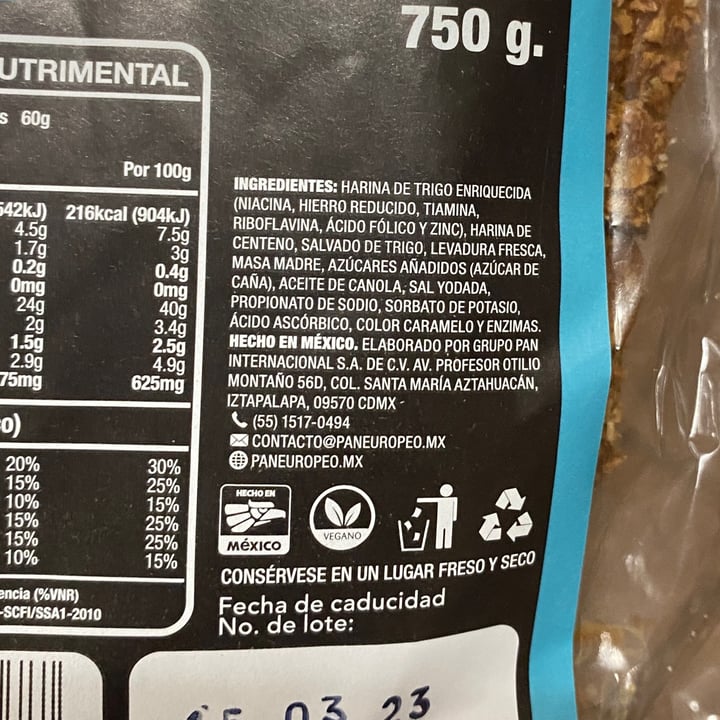 750 g.
UTRIMENTAL
s 60g
Por 100g
542kJ) 216kcal (904kJ)
4.5g 7.5g
1.7g 3g
0.2g 0.4g
0mg 0mg
24g 40g
2g 3.4g
1.5g 2.5g
2.9g 4.9g
75mg 625mg
o)
20% 30%
15% 25%
10% 15%
15% 25%
15% 25%
10% 15%
encia (%VNR)
-SCFI/SSA1-2010
INGREDIENTES: HARINA DE TRIGO ENRIQUECIDA
(NIACINA, HIERRO REDUCIDO, TIAMINA,
RIBOFLAVINA, ÁCIDO FÓLICO Y ZINC), HARINA DE
CENTENO, SALVADO DE TRIGO, LEVADURA FRESCA,
MASA MADRE, AZÚCARES AÑADIDOS (AZÚCAR DE
CAÑA), ACEITE DE CANOLA, SAL YODADA,
PROPIONATO DE SODIO, SORBATO DE POTASIO,
ÁCIDO ASCÓRBICO, COLOR CARAMELO Y ENZIMAS.
HECHO EN MÉXICO. ELABORADO POR GRUPO PAN
INTERNACIONAL S.A. DE C.V. AV. PROFESOR OTILIO
MONTAÑO 56D, COL. SANTA MARÍA AZTAHUACÁN,
IZTAPALAPA, 09570 CDMX -
(55) 1517-0494
CONTACTO@PANEUROPEO.MX
PANEUROPEO.MX
HECHO EN
MÉXICO
VEGANO
CONSÉRVESE EN UN LUGAR FRESO Y SECO
Fecha de caducidad
No. de lote:
03 23